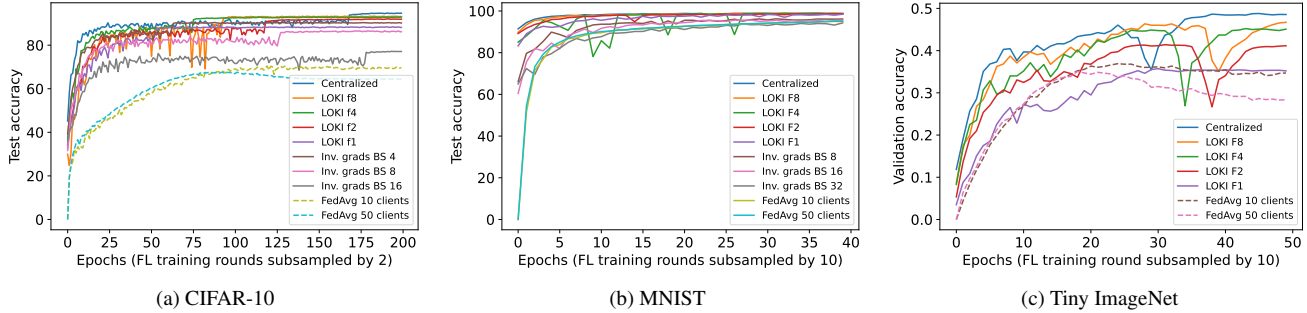 Test accuracy
80
60
40
20
0
0
25
50
75
100
125
150
175
200
Epochs (FL training rounds subsampled by 2)
Centralized
LOKI f8
LOKI f4
LOKI f2
LOKI f1
Inv. grads BS 4
Inv. grads BS 8
Inv. grads BS 16
FedAvg 10 clients
FedAvg 50 clients
(a) CIFAR-10
Test accuracy
100
80
60
40
20
0
0
5
10
15
20
25
30
35
40
Epochs (FL training rounds subsampled by 10)
Centralized
LOKI F8
LOKI F4
LOKI F2
LOKI F1
Inv. grads BS 8
Inv. grads BS 16
Inv. grads BS 32
FedAvg 10 clients
FedAvg 50 clients
(b) MNIST
Validation accuracy
0.5
0.4
0.3
0.2
0.1
0.0
0
10
20
30
40
50
Epochs (FL training round subsampled by 10)
Centralized
LOKI F8
LOKI F4
LOKI F2
LOKI F1
FedAvg 10 clients
FedAvg 50 clients
(c) Tiny ImageNet